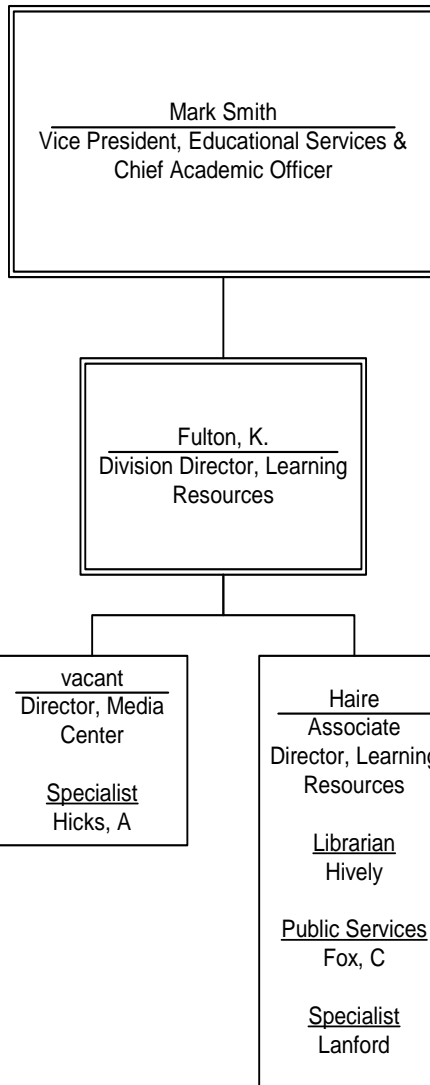 Mark Smith
Vice President, Educational Services &
Chief Academic Officer
Fulton, K.
Division Director, Learning
Resources
vacant
Director, Media
Center
Specialist
Hicks, A
Haire
Associate
Director, Learning
Resources
Librarian
Hively
Public Services
Fox, C
Specialist
Lanford